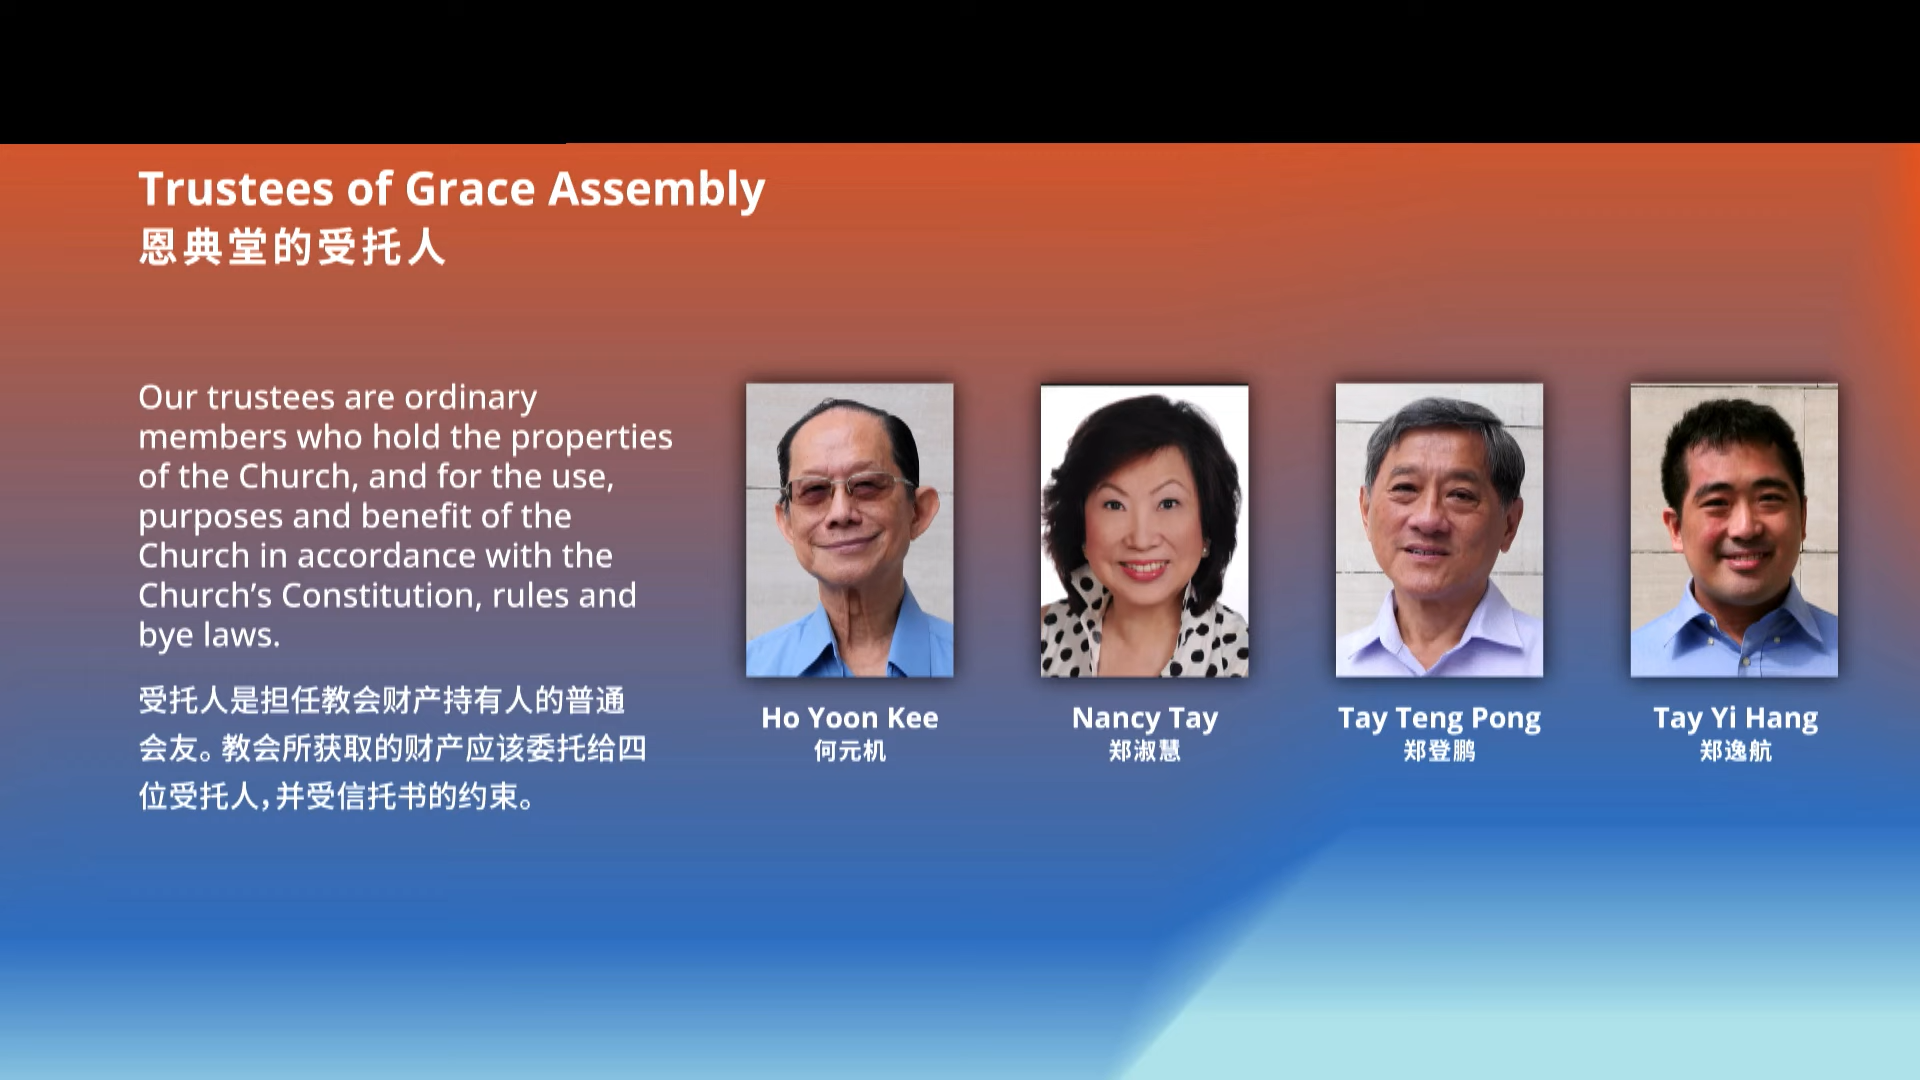 Trustees of Grace Assembly
恩典堂的受托人
Our trustees are ordinary
members who hold the properties
of the Church, and for the use,
purposes and benefit of the
Church in accordance with the
Church’s Constitution, rules and
bye laws.
受托人是担任教会财产持有人的普通
会友。教会所获取的财产应该委托给四
位受托人，并受信托书的约束。
Ho Yoon Kee
何元机
Nancy Tay
郑淑慧
Tay Teng Pong
郑登鹏
Tay Yi Hang
郑逸航